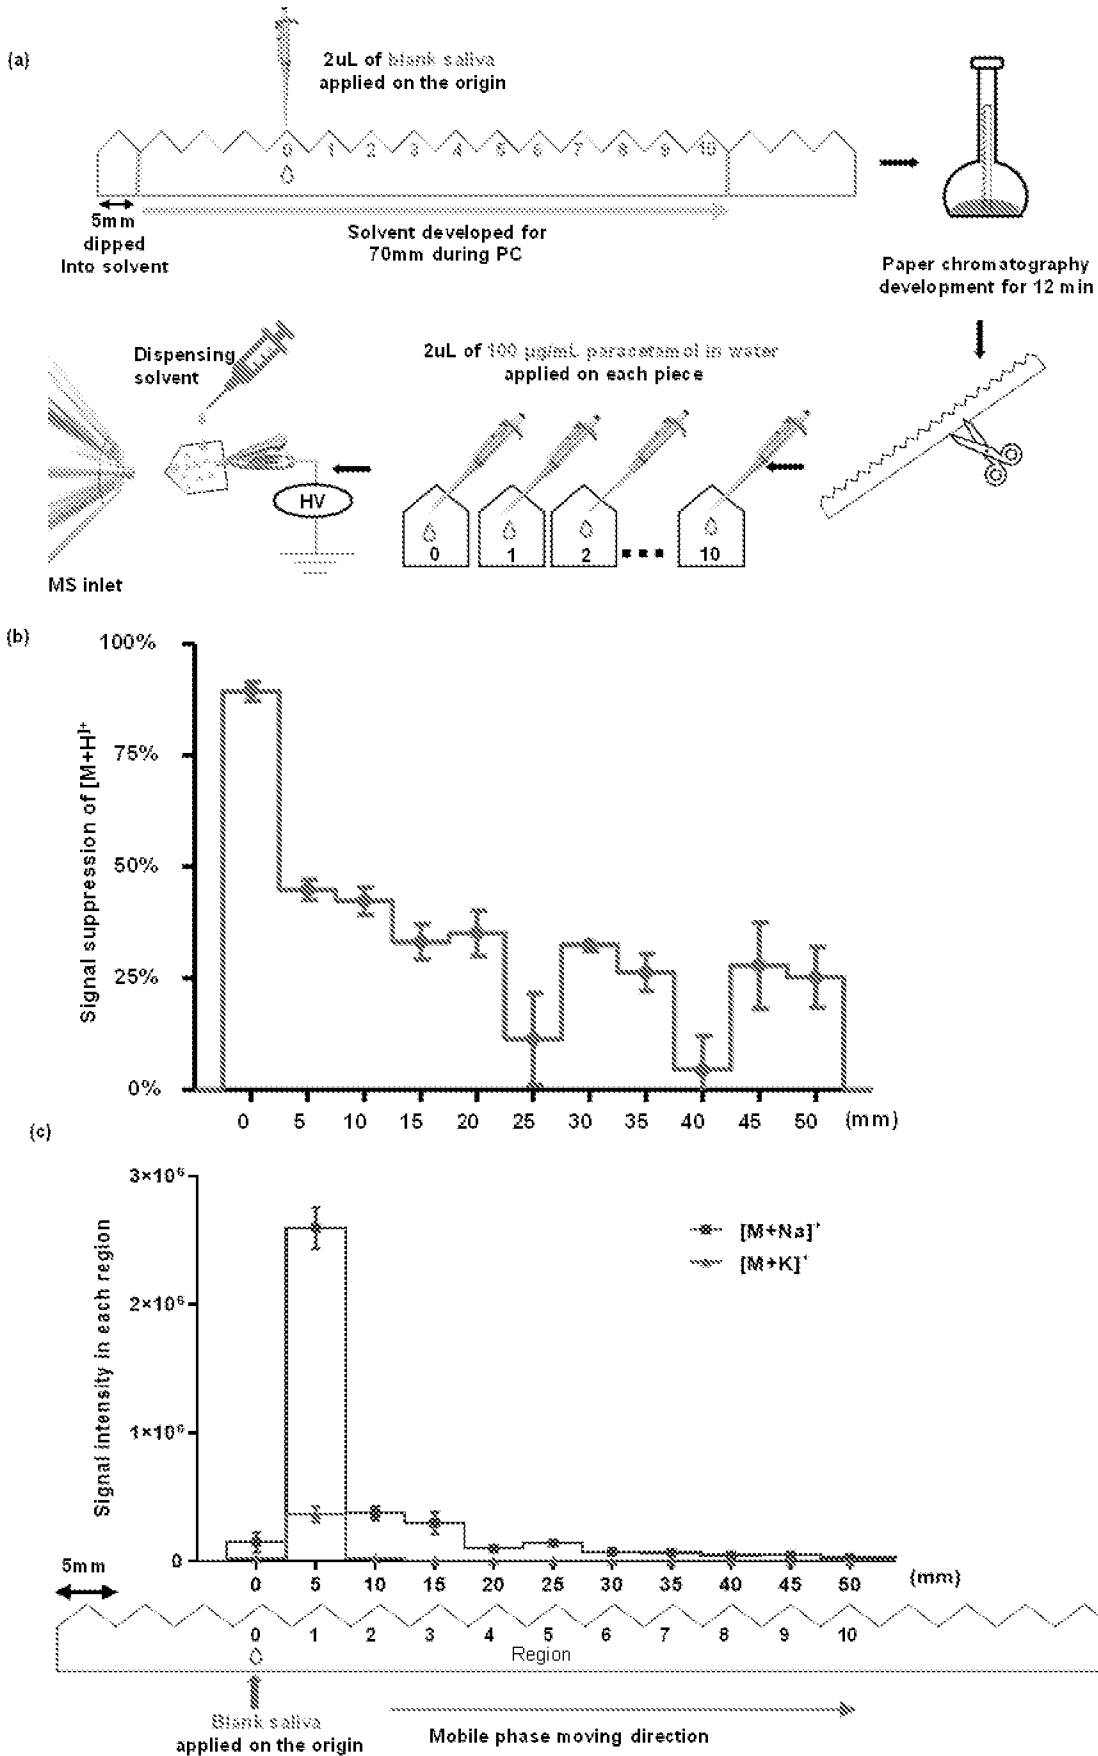 (a)
2uL of blank saliva
applied on the origin
0 1 2 3 4 5 6 7 8 9 10
5mm
dipped
Into solvent
Solvent developed for
70mm during PC
Paper chromatography
development for 12 min
Dispensing
solvent
2uL of 100 µg/mL paracetamol in water
applied on each piece
HV
0 1 2 10
MS inlet
(b)
Signal suppression of [M+H]⁺
100%
75%
50%
25%
0%
0 5 10 15 20 25 30 35 40 45 50 (mm)
(c)
Signal intensity in each region
3×10⁶
2×10⁶
1×10⁶
0
[M+Na]⁺
[M+K]⁺
0 5 10 15 20 25 30 35 40 45 50 (mm)
5mm
0 1 2 3 4 5 6 7 8 9 10
Region
Blank saliva
applied on the origin
Mobile phase moving direction